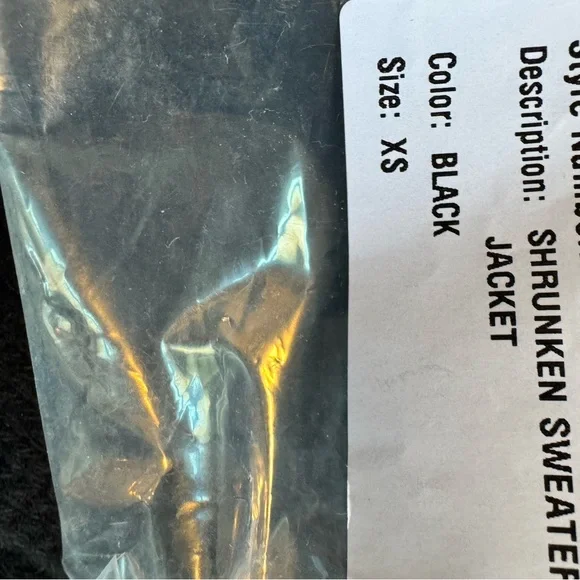 Description: SHRUNKEN SWEATER
JACKET
Color: BLACK
Size: XS